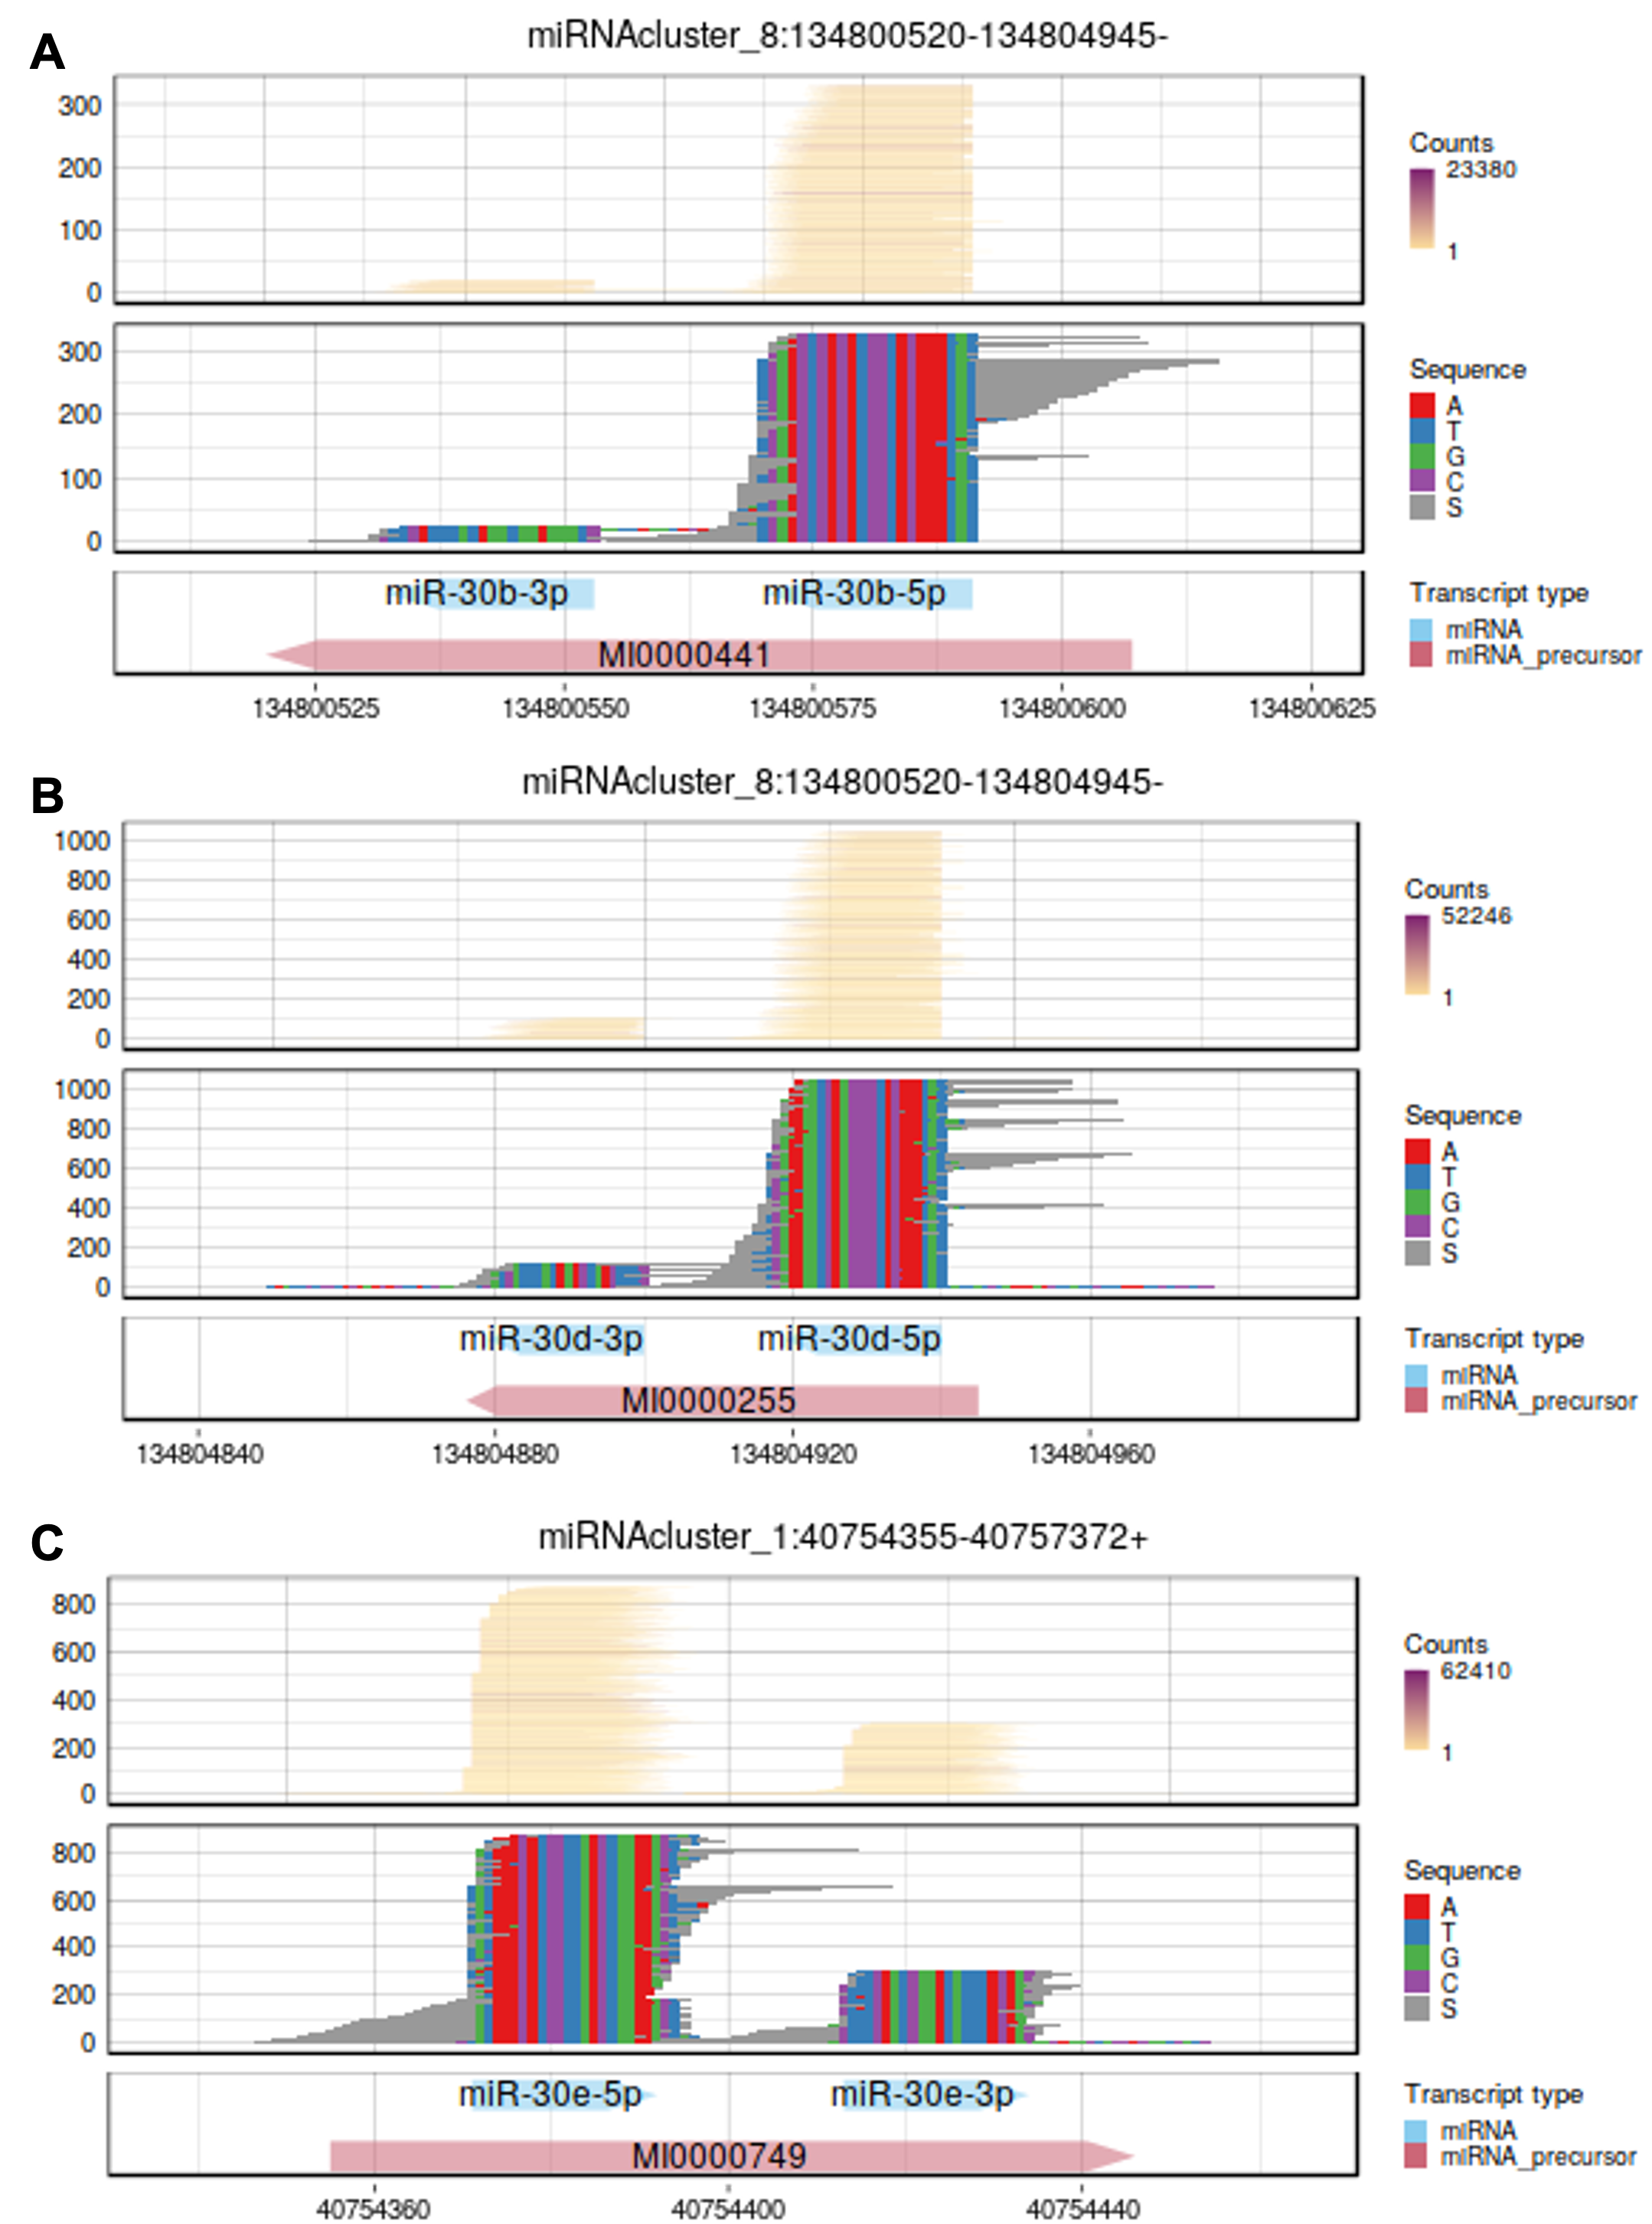 A
miRNAcluster_8:134800520-134804945-
300
200
100
0
Counts
23380
1
300
200
100
0
Sequence
A
T
G
C
S
miR-30b-3p miR-30b-5p
MI0000441
Transcript type
miRNA
miRNA_precursor
134800525 134800550 134800575 134800600 134800625
B
miRNAcluster_8:134800520-134804945-
1000
800
600
400
200
0
Counts
52246
1
1000
800
600
400
200
0
Sequence
A
T
G
C
S
miR-30d-3p miR-30d-5p
MI0000255
Transcript type
miRNA
miRNA_precursor
134804840 134804880 134804920 134804960
C
miRNAcluster_1:40754355-40757372+
800
600
400
200
0
Counts
62410
1
800
600
400
200
0
Sequence
A
T
G
C
S
miR-30e-5p miR-30e-3p
MI0000749
Transcript type
miRNA
miRNA_precursor
40754360 40754400 40754440